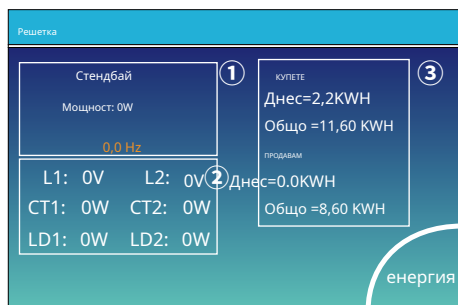 Решетка
Стендбай
Мощност: 0W
0,0 Hz
①
L1: 0V L2: 0V
CT1: 0W CT2: 0W
LD1: 0W LD2: 0W
②
КУПЕТЕ
Днес=2,2KWH
Общо =11,60 KWH
ПРОДАВАМ
Днес=0.0KWH
Общо =8,60 KWH
③
енергия